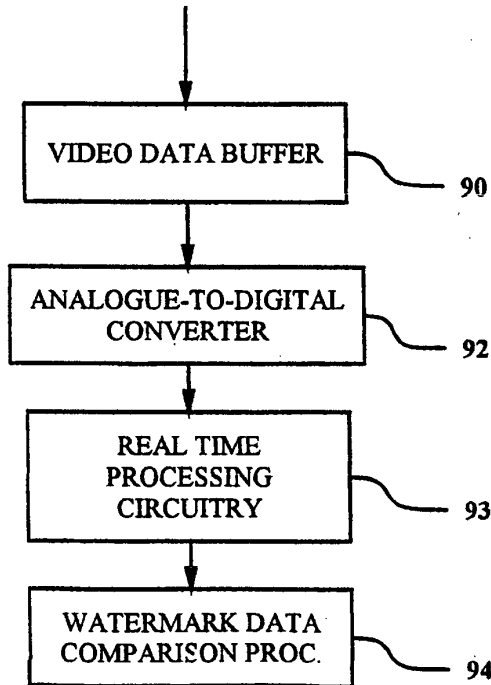 VIDEO DATA BUFFER
90
ANALOGUE-TO-DIGITAL
CONVERTER
92
REAL TIME
PROCESSING
CIRCUITRY
93
WATERMARK DATA
COMPARISON PROC.
94